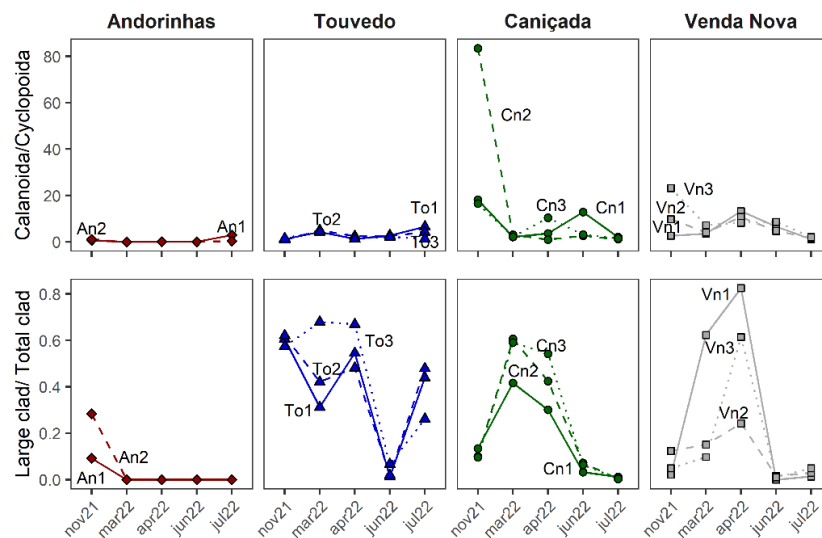 Andorinhas Touvedo Caniçada Venda Nova
Calanoida/Cyclopoida
80
60
40
20
0
An2
An1
To2
To1
To3
Cn2
Cn3
Cn1
Vn3
Vn2
Vn1
Large clad/ Total clad
0.8
0.6
0.4
0.2
0.0
An2
An1
To3
To2
To1
Cn3
Cn2
Cn1
Vn1
Vn3
Vn2
nov21 mar22 apr22 jun22 jul22 nov21 mar22 apr22 jun22 jul22 nov21 mar22 apr22 jun22 jul22 nov21 mar22 apr22 jun22 jul22